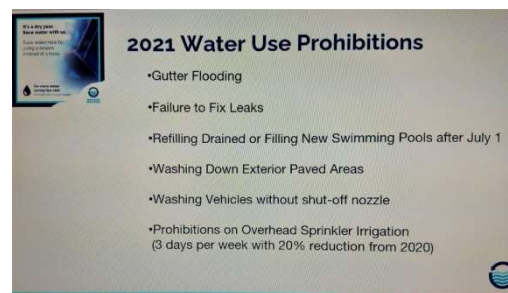 It's a dry year.
Save water with us.
2021 Water Use Prohibitions
•Gutter Flooding
•Failure to Fix Leaks
•Refilling Drained or Filling New Swimming Pools after July 1
•Washing Down Exterior Paved Areas
•Washing Vehicles without shut-off nozzle
•Prohibitions on Overhead Sprinkler Irrigation
(3 days per week with 20% reduction from 2020)